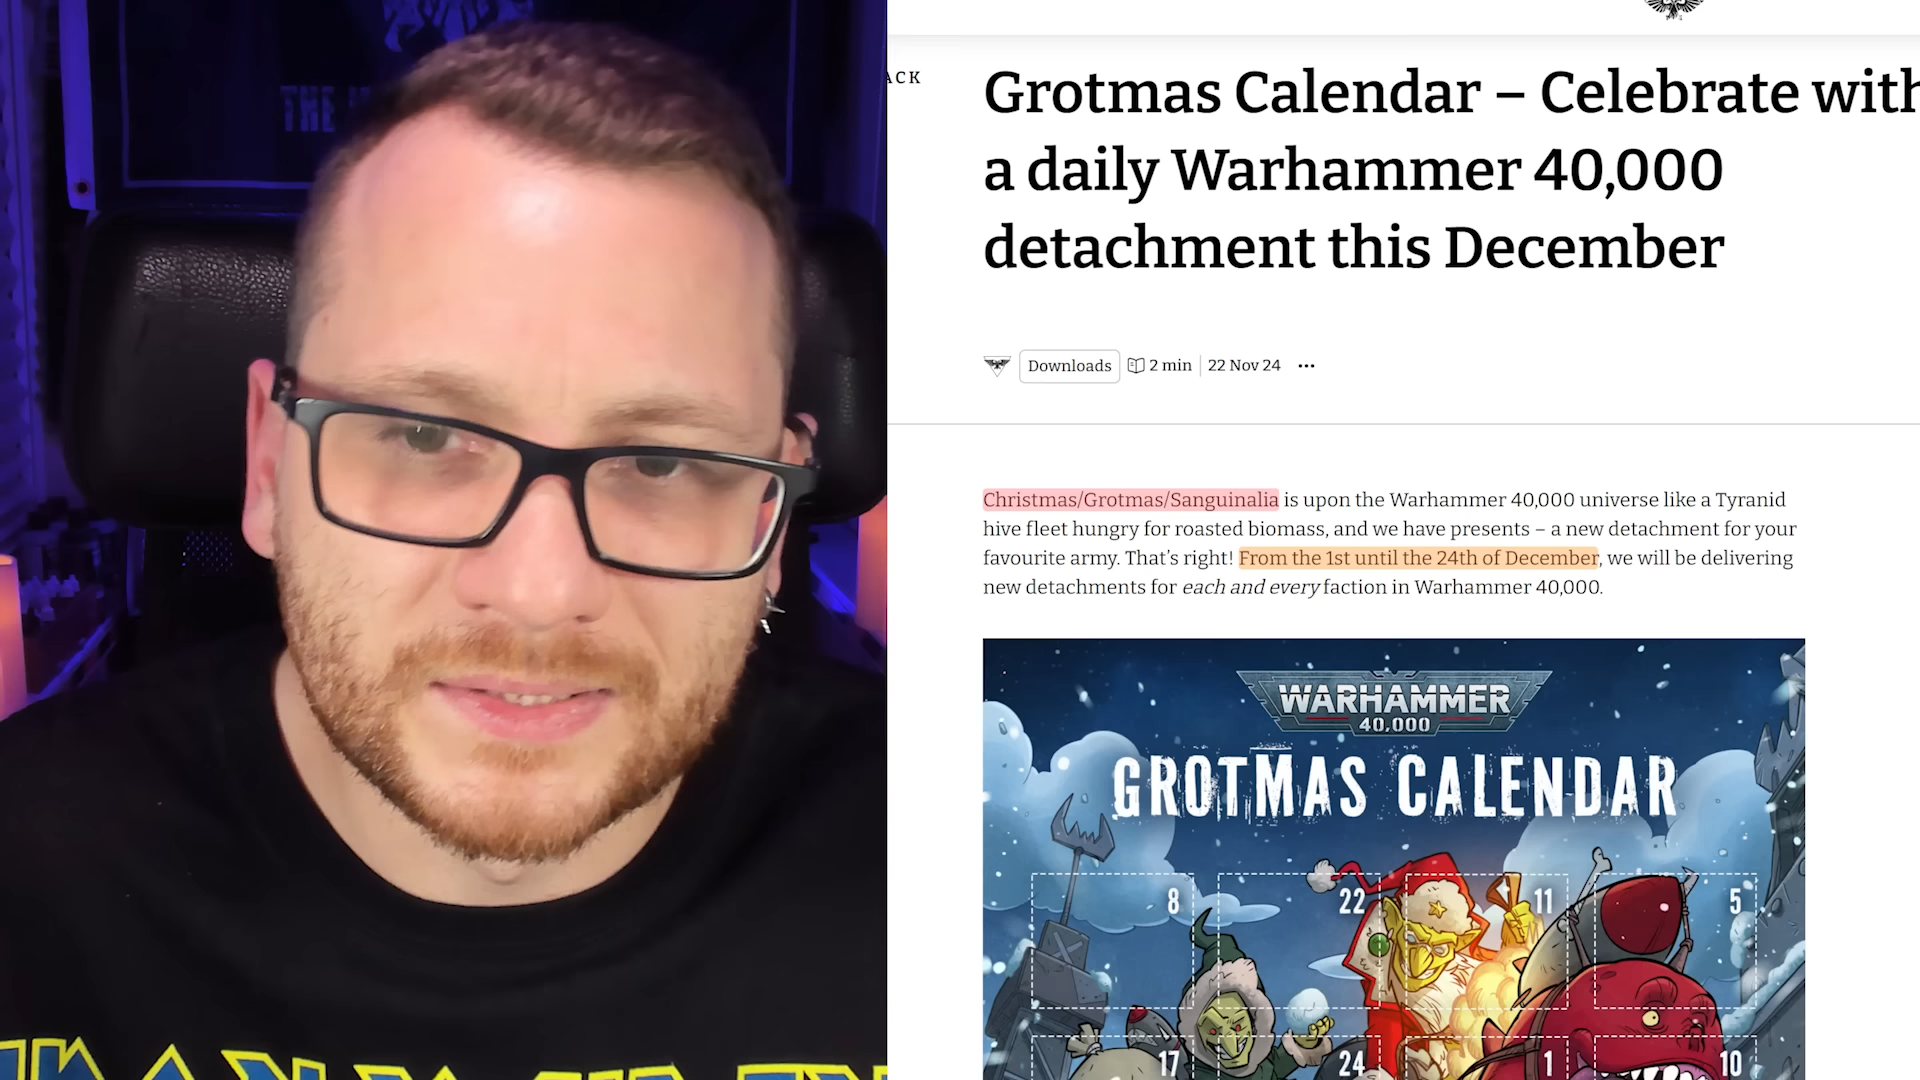 THE
ACK
Grotmas Calendar – Celebrate with
a daily Warhammer 40,000
detachment this December
Downloads
2 min
22 Nov 24
Christmas/Grotmas/Sanguinalia is upon the Warhammer 40,000 universe like a Tyranid
hive fleet hungry for roasted biomass, and we have presents – a new detachment for your
favourite army. That's right! From the 1st until the 24th of December, we will be delivering
new detachments for each and every faction in Warhammer 40,000.
WARHAMMER
40,000
GROTMAS CALENDAR
8
22
11
5
17
24
1
10